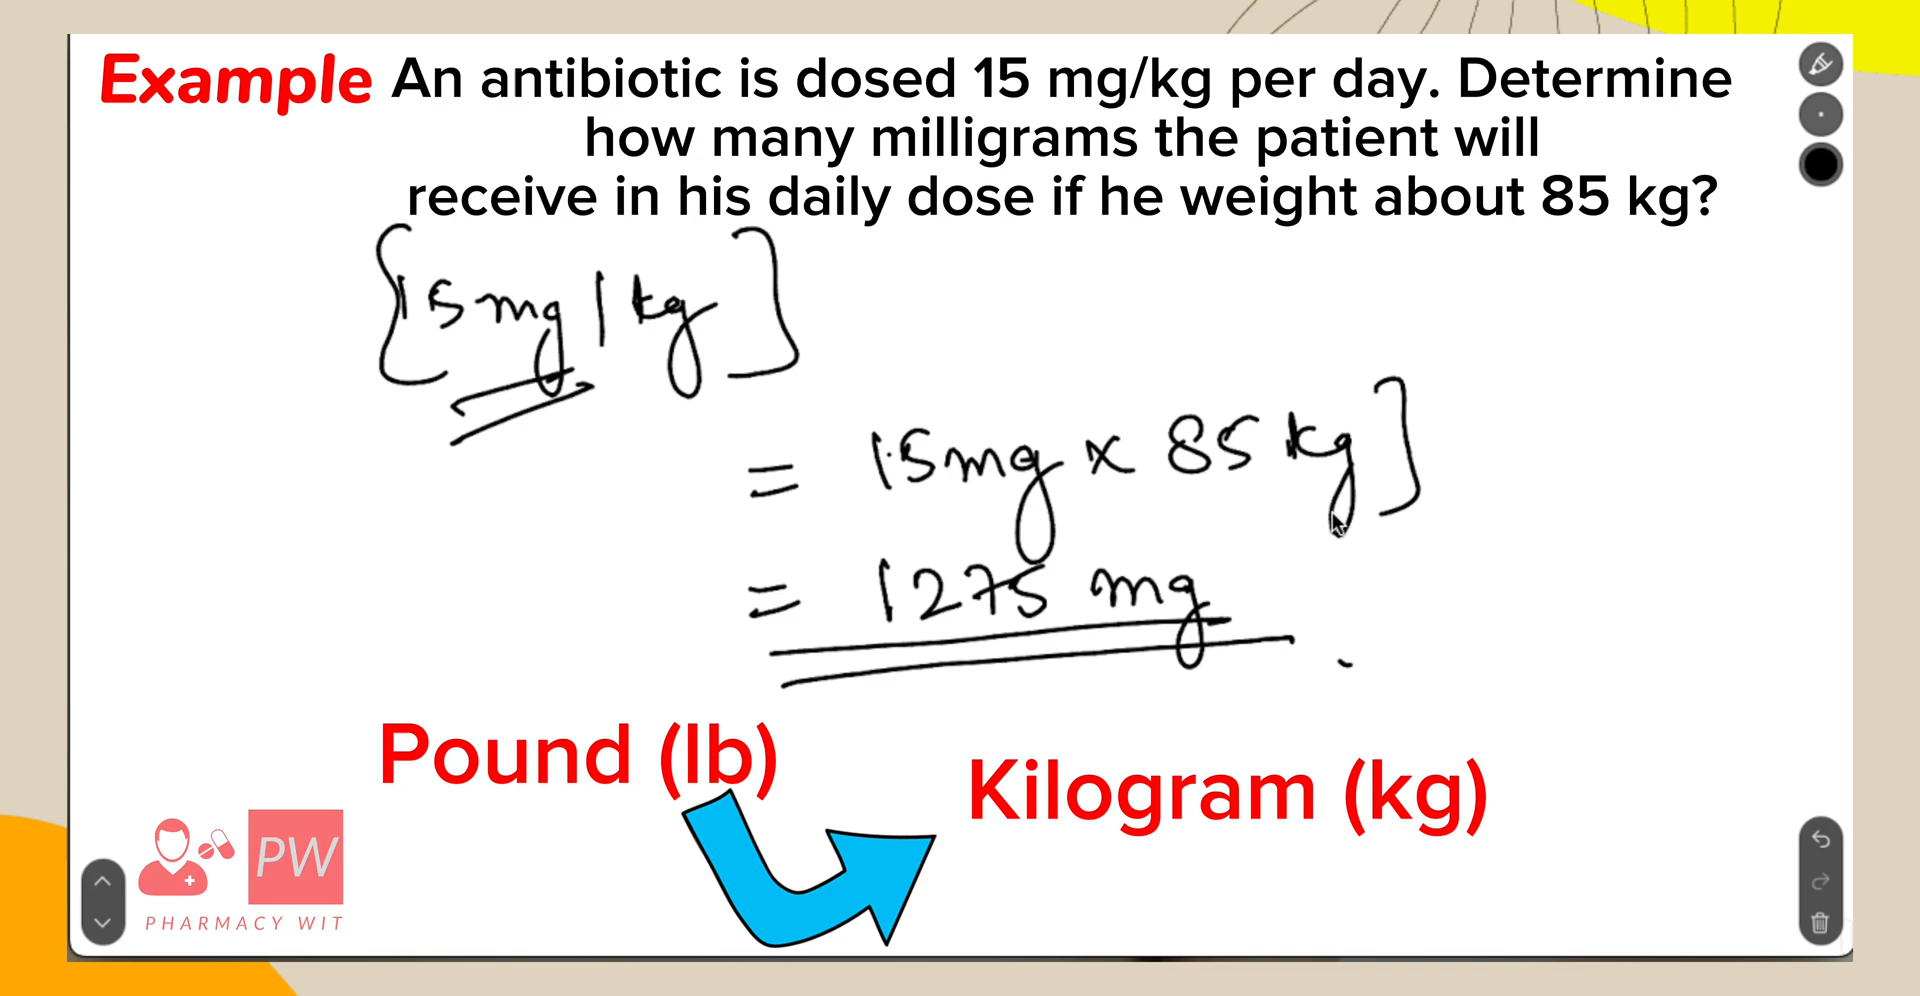 Example An antibiotic is dosed 15 mg/kg per day. Determine
how many milligrams the patient will
receive in his daily dose if he weight about 85 kg?
[15mg/kg]
= 15mg x 85 kg]
= 1275 mg
Pound (lb)
Kilogram (kg)
PW
PHARMACY WIT